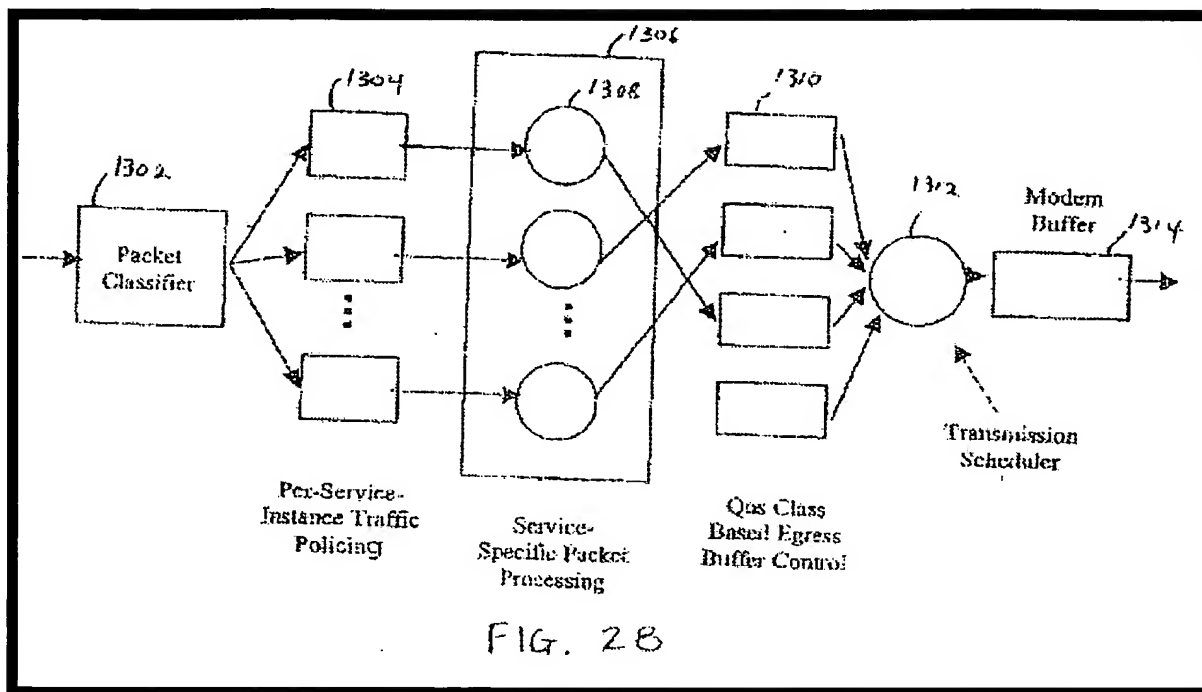 1306
1304
1308
1310
1302
1312
Modem
Buffer
1314
Packet
Classifier
Transmission
Scheduler
Per-Service-
Instance Traffic
Policing
Service-
Specific Packet
Processing
Qos Class
Based Egress
Buffer Control
FIG. 28